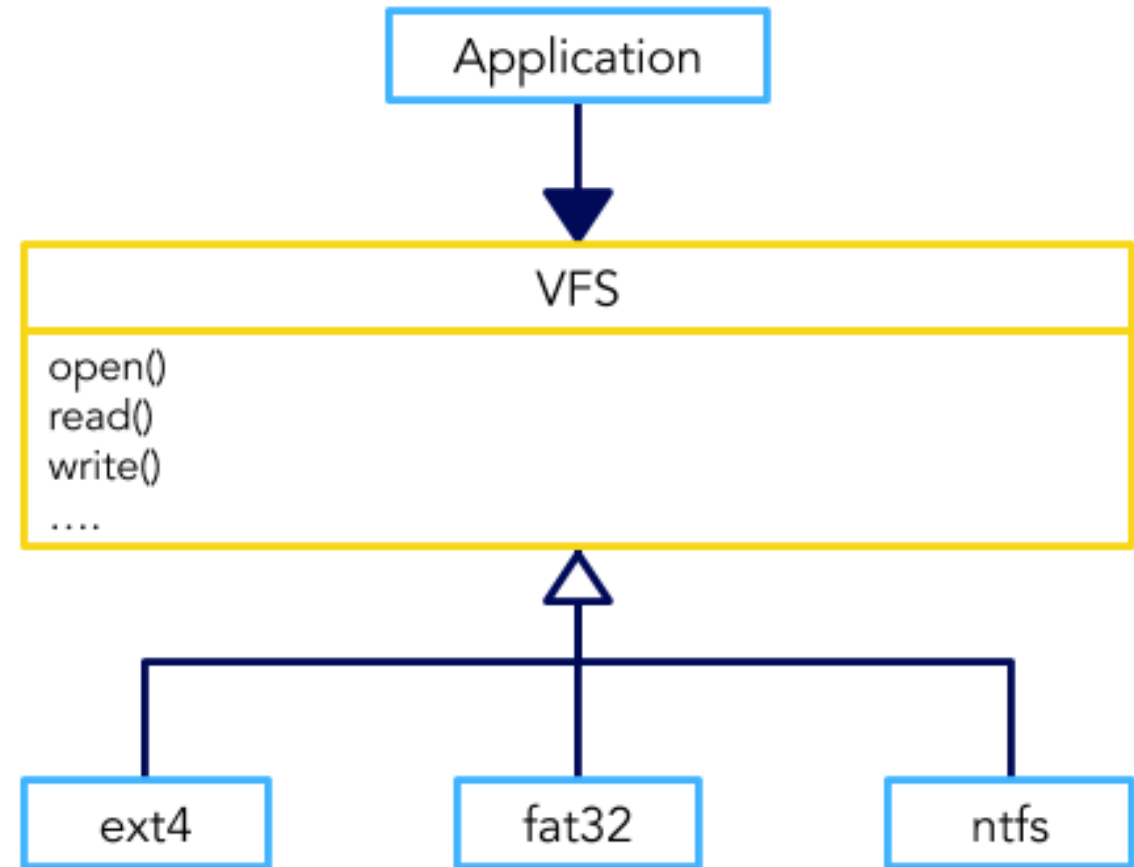 Application
VFS
open()
read()
write()
....
ext4
fat32
ntfs